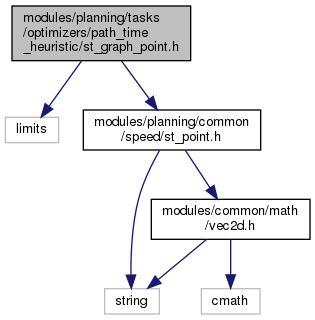 modules/planning/tasks
/optimizers/path_time
_heuristic/st_graph_point.h
limits
modules/planning/common
/speed/st_point.h
modules/common/math
/vec2d.h
string
cmath